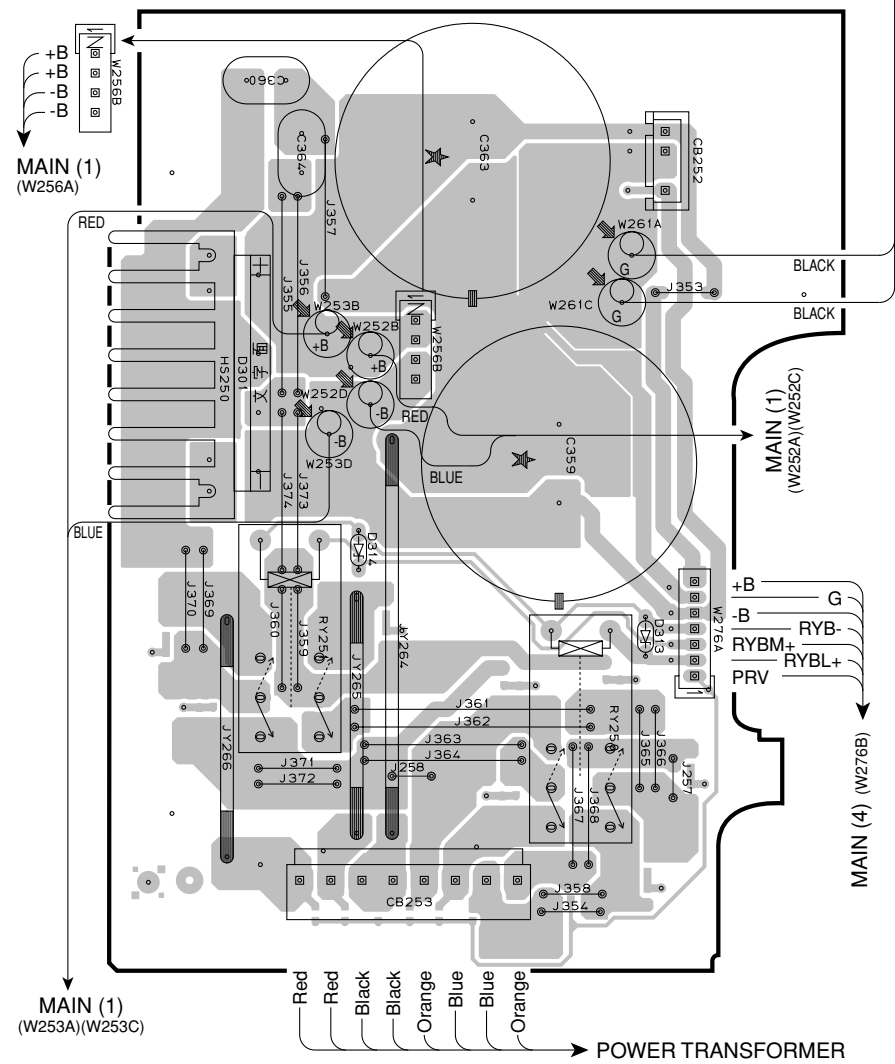 W256B
+B
+B
-B
-B
MAIN (1)
(W256A)
C360
C364
C363
CB252
J357
W261A
G
BLACK
RED
J356
J355
W253B
+B
W252B
+B
W256B
W261C
G
J353
BLACK
HS250
D301
W252D
-B
W253D
-B
RED
BLUE
C359
MAIN (1)
(W252A)(W252C)
J374
J373
BLUE
D314
J370
J369
J360
J359
JY264
JY265
JY266
D313
W276A
+B
G
-B
RYB-
RYBM+
RYBL+
PRV
J361
J362
J363
J364
J258
J371
J372
J365
J366
J257
J367
J368
MAIN (4) (W276B)
CB253
J358
J354
MAIN (1)
(W253A)(W253C)
Red
Red
Black
Black
Orange
Blue
Blue
Orange
POWER TRANSFORMER